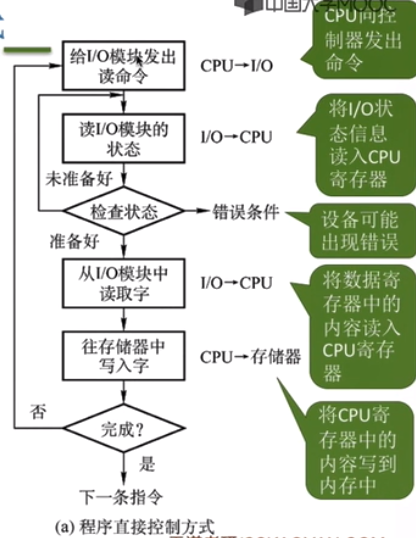 中国大学MOOC
CPU向控
制器发出
命令
给I/O模块发出
读命令
CPU→I/O
读I/O模块的
状态
I/O→CPU
将I/O状
态信息
读入CPU
寄存器
未准备好
检查状态
错误条件
设备可能
出现错误
准备好
从I/O模块中
读取字
I/O→CPU
将数据寄
存器中的
内容读入
CPU寄存
器
往存储器中
写入字
CPU→存储器
否
完成?
是
将CPU寄
存器中的
内容写到
内存中
下一条指令
(a) 程序直接控制方式